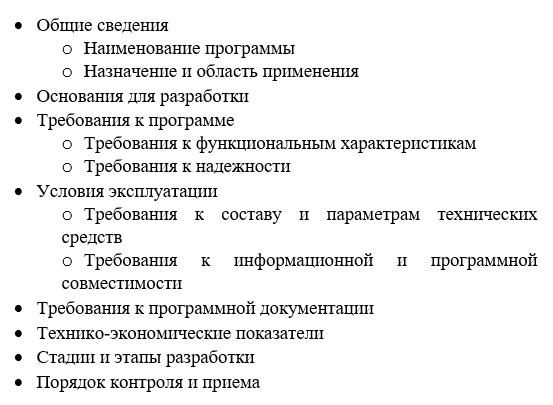 • Общие сведения
o Наименование программы
o Назначение и область применения
• Основания для разработки
• Требования к программе
o Требования к функциональным характеристикам
o Требования к надежности
• Условия эксплуатации
o Требования к составу и параметрам технических
средств
o Требования к информационной и программной
совместимости
• Требования к программной документации
• Технико-экономические показатели
• Стадии и этапы разработки
• Порядок контроля и приема